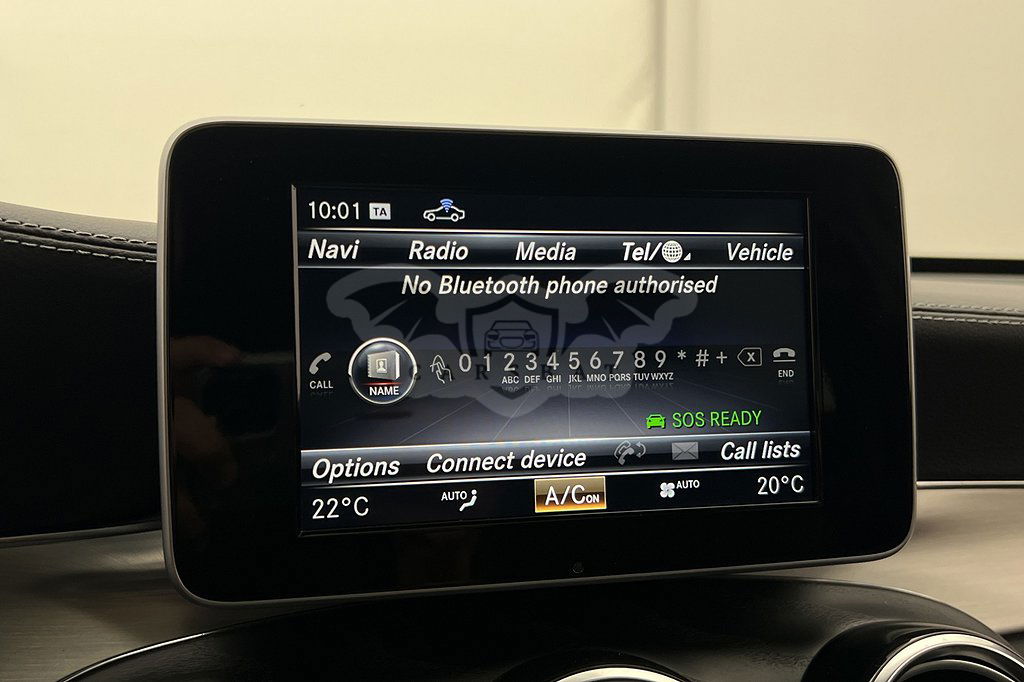 10:01 TA
Navi Radio Media Tel/ Vehicle
No Bluetooth phone authorised
CALL NAME 0 1 2 3 4 5 6 7 8 9 * # + X END
ABC DEF GHI JKL MNO PQRS TUV WXYZ
SOS READY
Options Connect device Call lists
22°C AUTO A/C ON AUTO 20°C